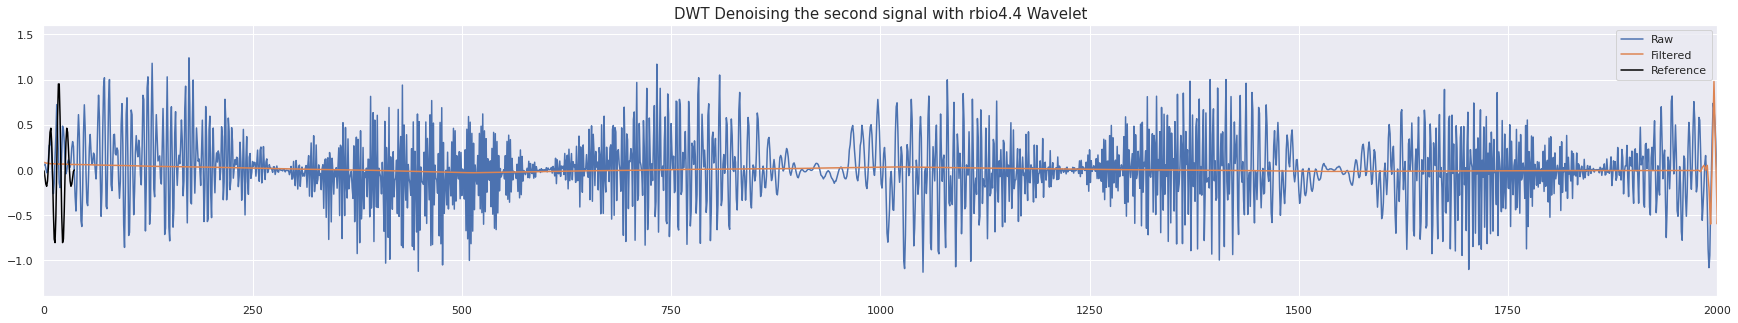 DWT Denoising the second signal with rbio4.4 Wavelet
1.5
1.0
0.5
0.0
−0.5
−1.0
Raw
Filtered
Reference
0 250 500 750 1000 1250 1500 1750 2000